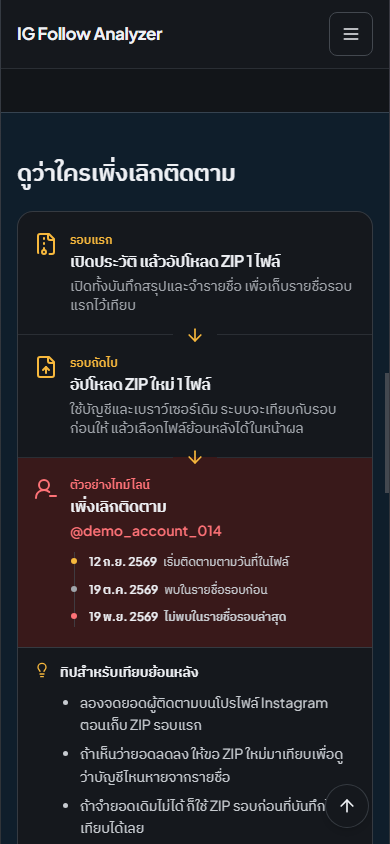 IG Follow Analyzer
ดูว่าใครเพิ่งเลิกติดตาม
รอบแรก
เปิดประวัติ แล้วอัปโหลด ZIP 1 ไฟล์
เปิดทั้งบันทึกสรุปและจำรายชื่อ เพื่อเก็บรายชื่อรอบ
แรกไว้เทียบ
รอบถัดไป
อัปโหลด ZIP ใหม่ 1 ไฟล์
ใช้บัญชีและเบราว์เซอร์เดิม ระบบจะเทียบกับรอบ
ก่อนให้ แล้วเลือกไฟล์ย้อนหลังได้ในหน้าผล
ตัวอย่างไทม์ไลน์
เพิ่งเลิกติดตาม
@demo_account_014
12 ก.ย. 2569 เริ่มติดตามตามวันที่ในไฟล์
19 ต.ค. 2569 พบในรายชื่อรอบก่อน
19 พ.ย. 2569 ไม่พบในรายชื่อรอบล่าสุด
ทิปสำหรับเทียบย้อนหลัง
ลองจดยอดผู้ติดตามบนโปรไฟล์ Instagram
ตอนเก็บ ZIP รอบแรก
ถ้าเห็นว่ายอดลดลง ให้ขอ ZIP ใหม่มาเทียบเพื่อดู
ว่าบัญชีไหนหายจากรายชื่อ
ถ้าจำยอดเดิมไม่ได้ ก็ใช้ ZIP รอบก่อนที่บันทึก
เทียบได้เลย